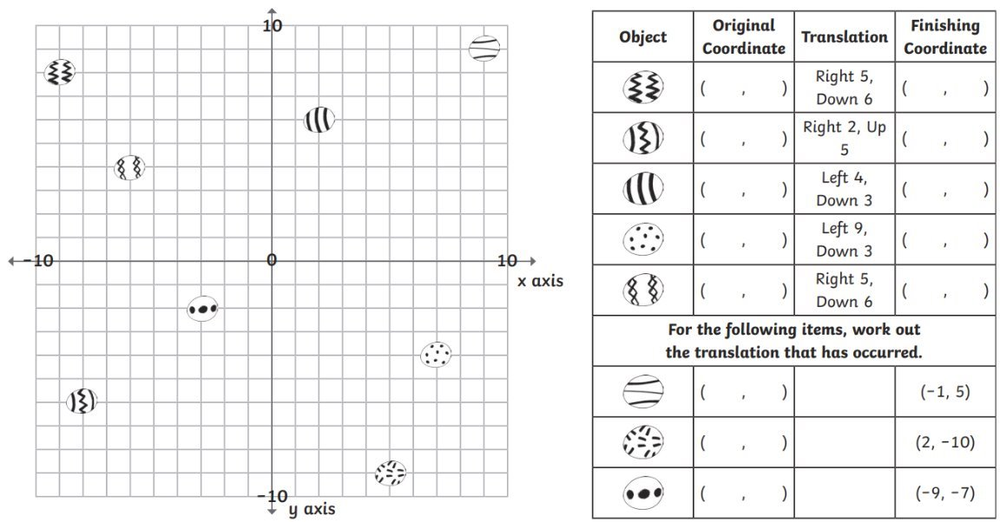 10
-10
0
10
x axis
-10
y axis
Object
Original
Coordinate
Translation
Finishing
Coordinate
( , )
Right 5,
Down 6
( , )
( , )
Right 2, Up
5
( , )
( , )
Left 4,
Down 3
( , )
( , )
Left 9,
Down 3
( , )
( , )
Right 5,
Down 6
( , )
For the following items, work out
the translation that has occurred.
( , )
(-1, 5)
( , )
(2, -10)
( , )
(-9, -7)